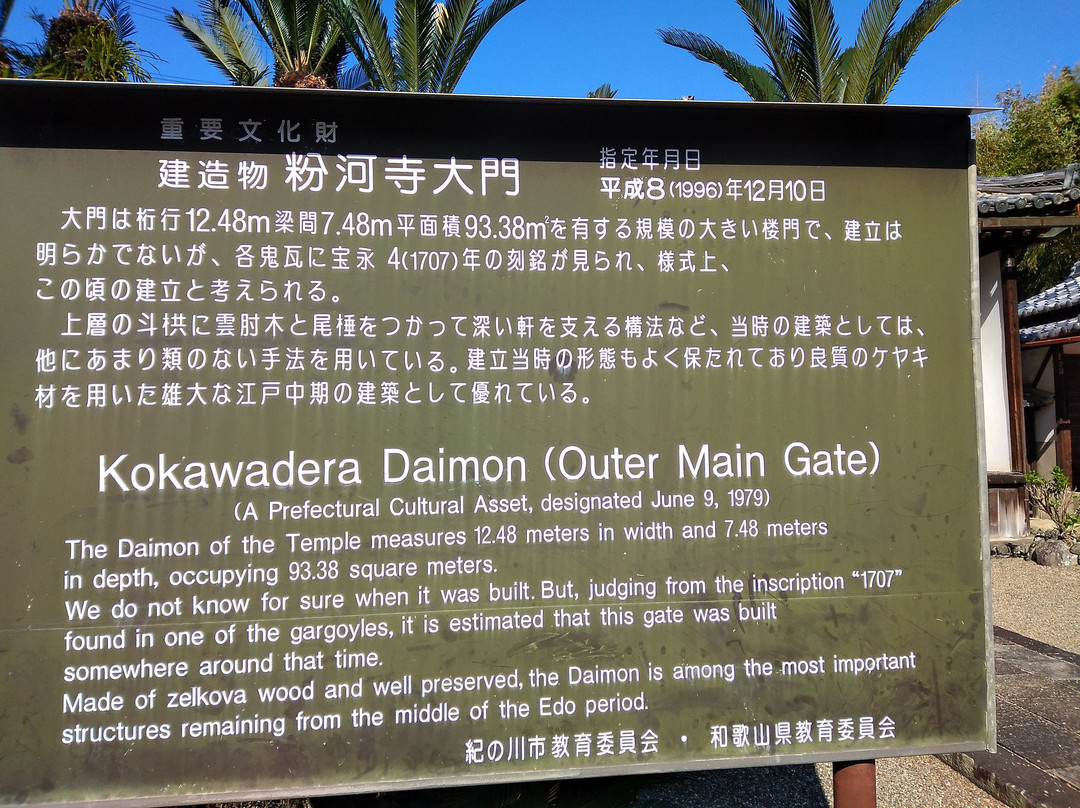 重要文化財
建造物 粉河寺大門
指定年月日
平成8(1996)年12月10日
大門は桁行12.48m梁間7.48m平面積93.38㎡を有する規模の大きい楼門で、建立は
明らかでないが、各鬼瓦に宝永 4(1707)年の刻銘が見られ、様式上、
この頃の建立と考えられる。
上層の斗栱に雲肘木と尾棰をつかって深い軒を支える構法など、当時の建築としては、
他にあまり類のない手法を用いている。建立当時の形態もよく保たれており良質のケヤキ
材を用いた雄大な江戸中期の建築として優れている。
Kokawadera Daimon (Outer Main Gate)
(A Prefectural Cultural Asset, designated June 9, 1979)
The Daimon of the Temple measures 12.48 meters in width and 7.48 meters
in depth, occupying 93.38 square meters.
We do not know for sure when it was built. But, judging from the inscription “1707”
found in one of the gargoyles, it is estimated that this gate was built
somewhere around that time.
Made of zelkova wood and well preserved, the Daimon is among the most important
structures remaining from the middle of the Edo period.
紀の川市教育委員会 ・ 和歌山県教育委員会